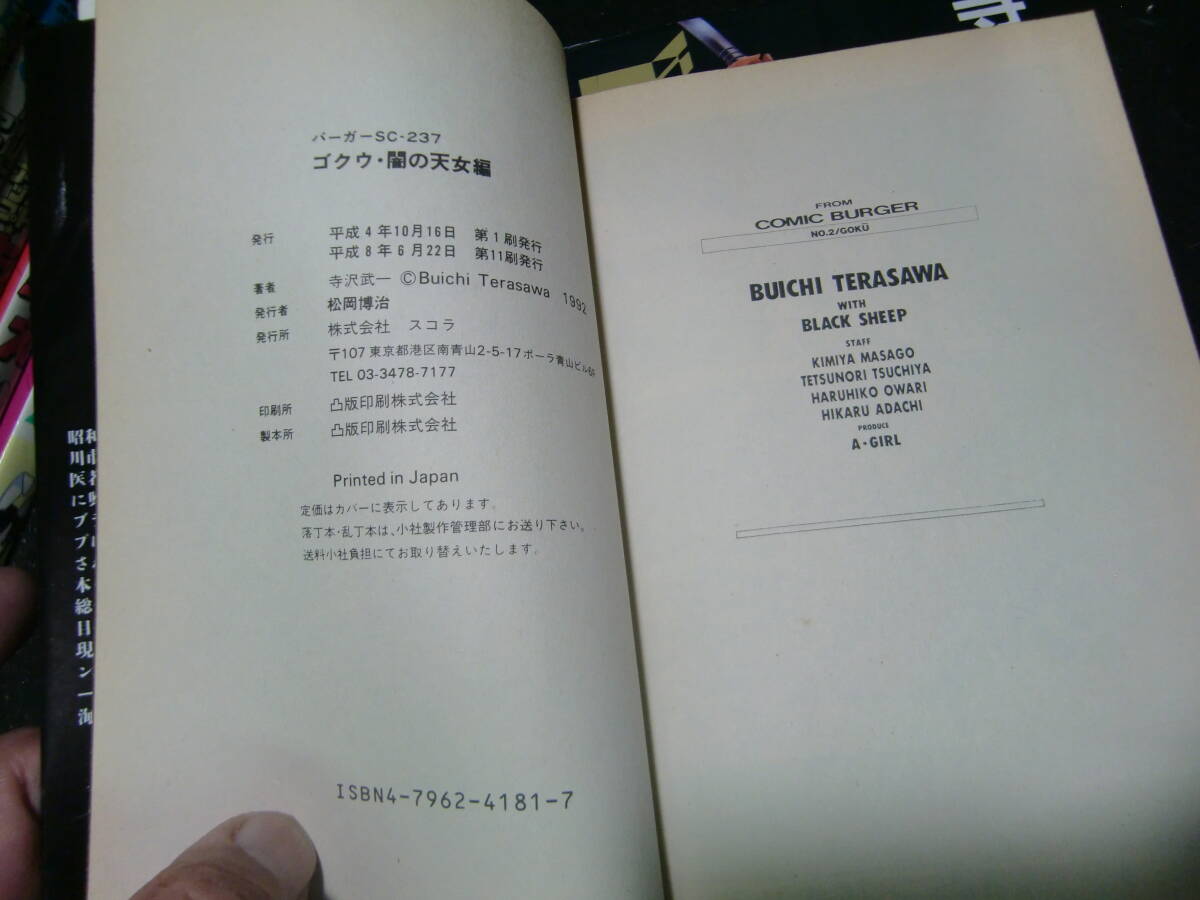 バーガーSC-237
ゴクウ・闇の天女編
発行 平成4年10月16日 第1刷発行
平成8年6月22日 第11刷発行
著者 寺沢武一 ©Buichi Terasawa 1992
発行者 松岡博治
発行所 株式会社 スコラ
〒107 東京都港区南青山2-5-17ポーラ青山ビル6F
TEL 03-3478-7177
印刷所 凸版印刷株式会社
製本所 凸版印刷株式会社
Printed in Japan
定価はカバーに表示してあります。
落丁本・乱丁本は、小社製作管理部にお送り下さい。
送料小社負担にてお取り替えいたします。
ISBN4-7962-4181-7
FROM
COMIC BURGER
NO.2/GOKŪ
BUICHI TERASAWA
WITH
BLACK SHEEP
STAFF
KIMIYA MASAGO
TETSUNORI TSUCHIYA
HARUHIKO OWARI
HIKARU ADACHI
PRODUCE
A・GIRL